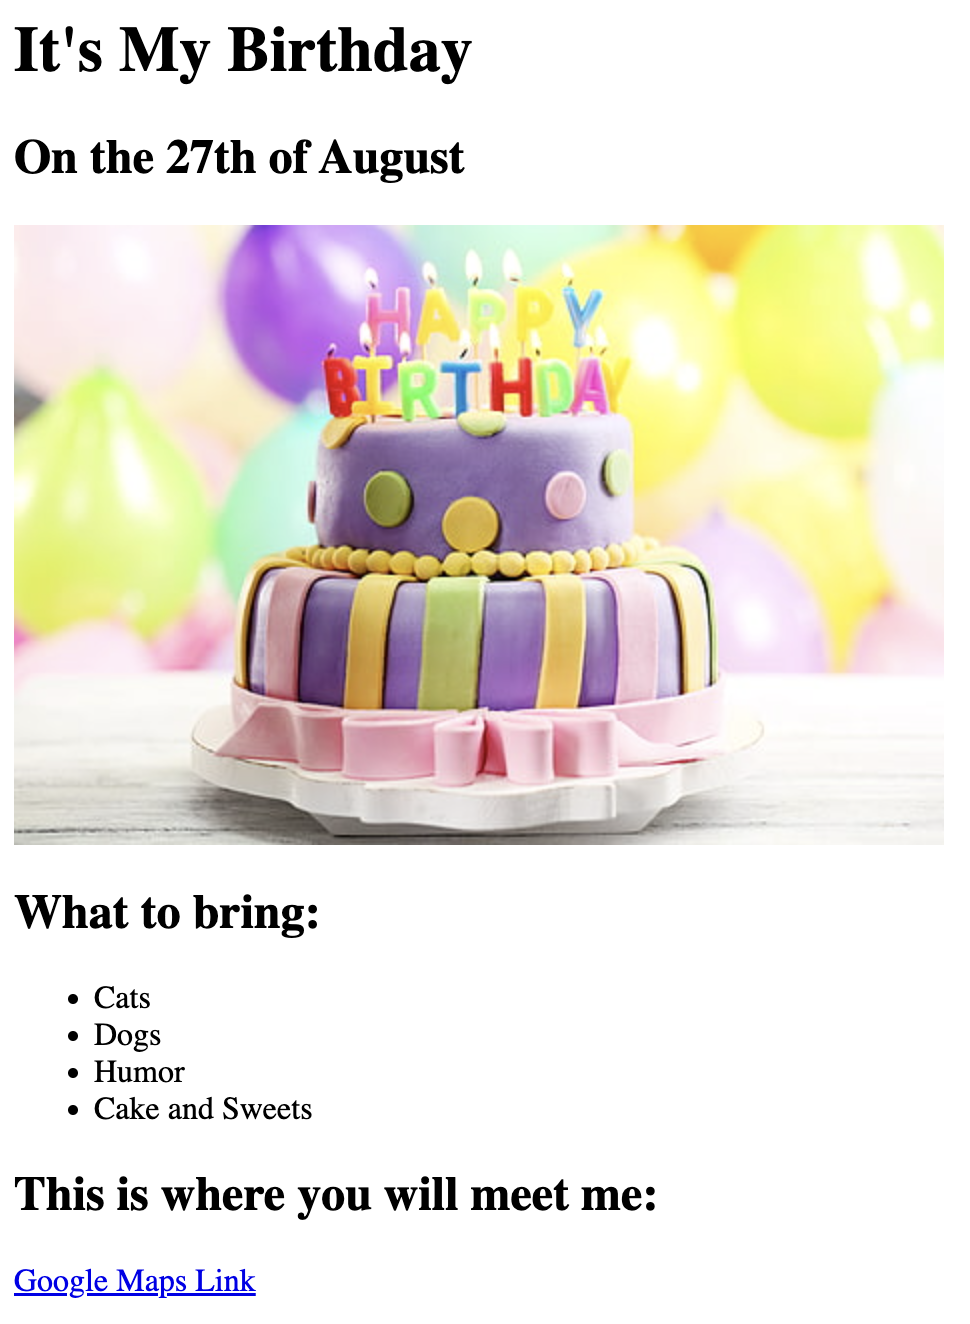 It's My Birthday
On the 27th of August
HAPPY
BIRTHDAY
What to bring:
Cats
Dogs
Humor
Cake and Sweets
This is where you will meet me:
Google Maps Link